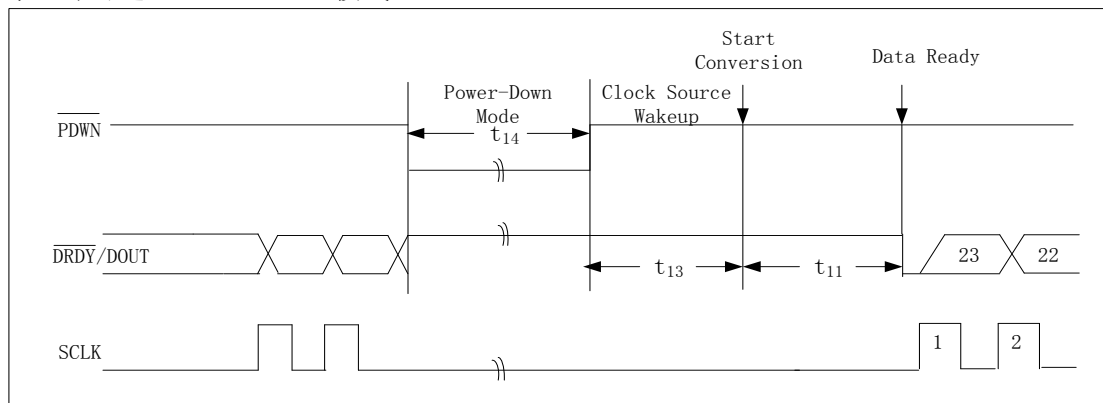 Start
Conversion
Data Ready
Power-Down
Mode
Clock Source
Wakeup
PDWN
t14
DRDY/DOUT
23
22
t13
t11
SCLK
1
2